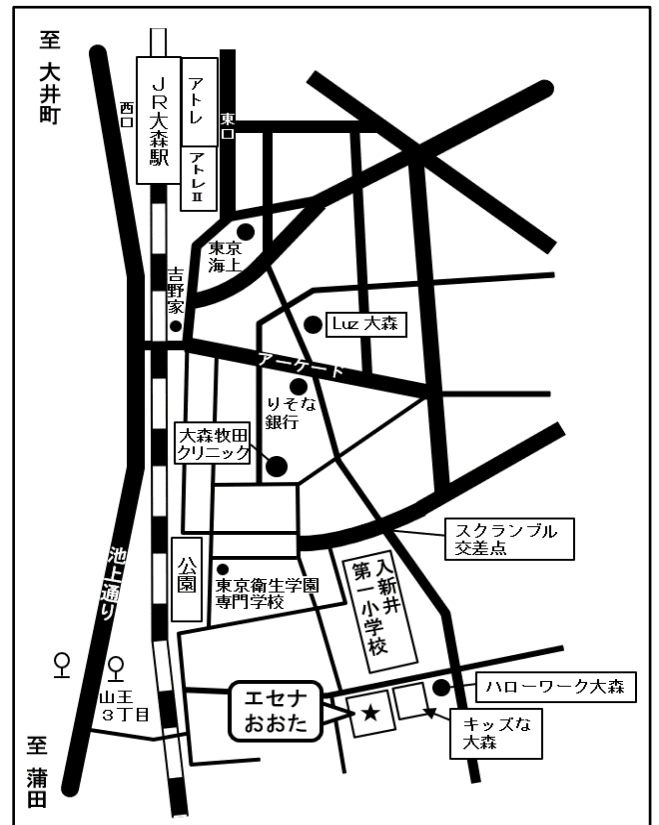 至 大井町
西口
JR大森駅
アトレ
アトレⅡ
東口
東京
海上
吉野家
Luz 大森
アーケード
りそな
銀行
大森牧田
クリニック
スクランブル
交差点
池上通り
公園
東京衛生学園
専門学校
入新井
第一小学校
山王
3丁目
エセナ
おおた
ハローワーク大森
キッズな
大森
至 蒲田